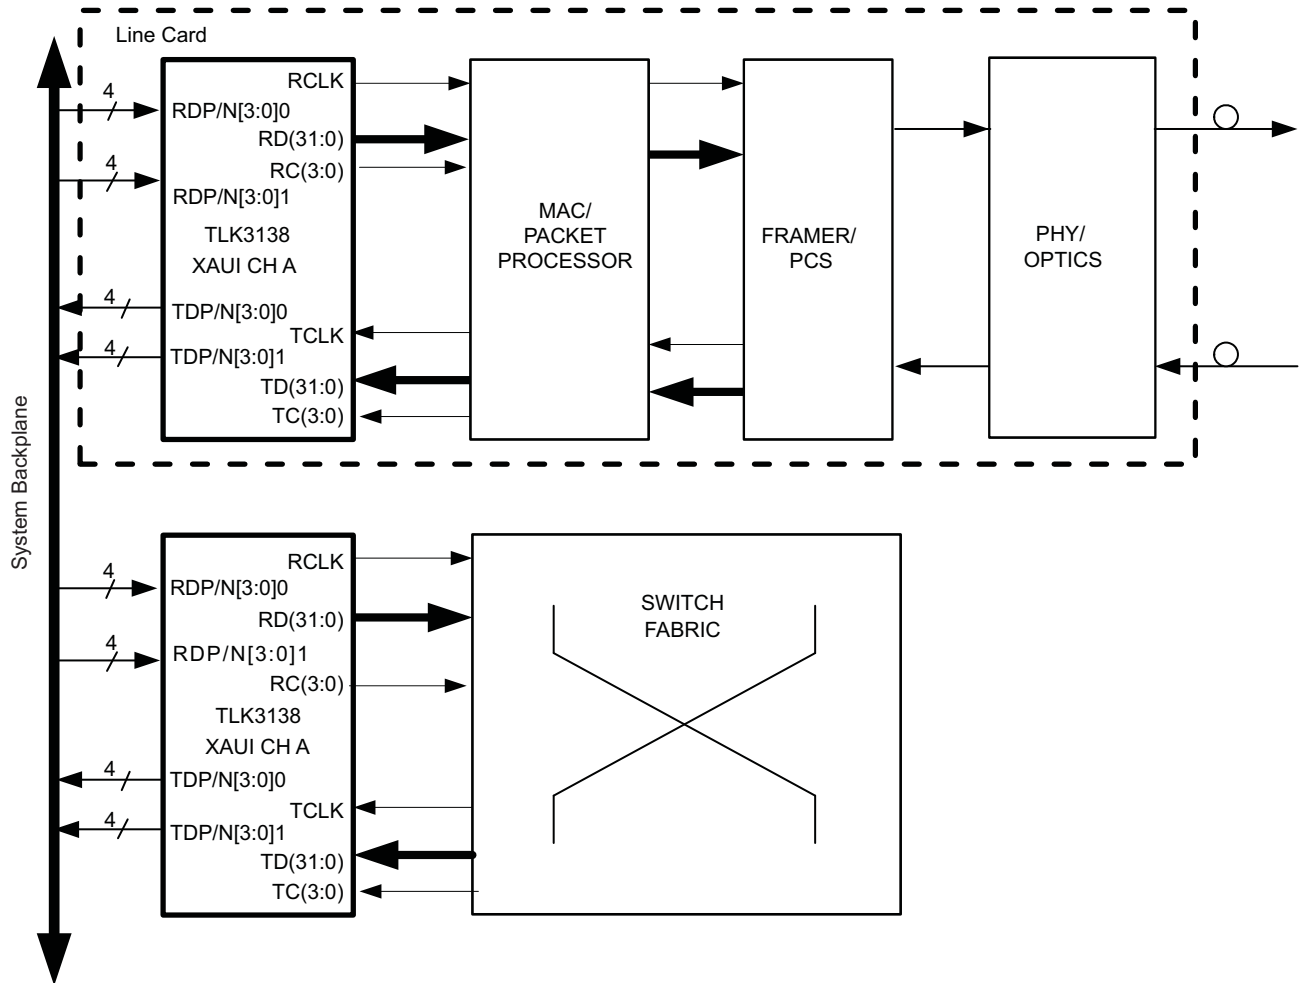 Line Card
RCLK
4
RDP/N[3:0]0
RD(31:0)
4
RC(3:0)
RDP/N[3:0]1
TLK3138
XAUI CH A
MAC/
PACKET
PROCESSOR
FRAMER/
PCS
PHY/
OPTICS
4
TDP/N[3:0]0
TCLK
4
TDP/N[3:0]1
TD(31:0)
TC(3:0)
System Backplane
RCLK
4
RDP/N[3:0]0
RD(31:0)
4
RDP/N[3:0]1
RC(3:0)
TLK3138
XAUI CH A
SWITCH
FABRIC
4
TDP/N[3:0]0
TCLK
4
TDP/N[3:0]1
TD(31:0)
TC(3:0)